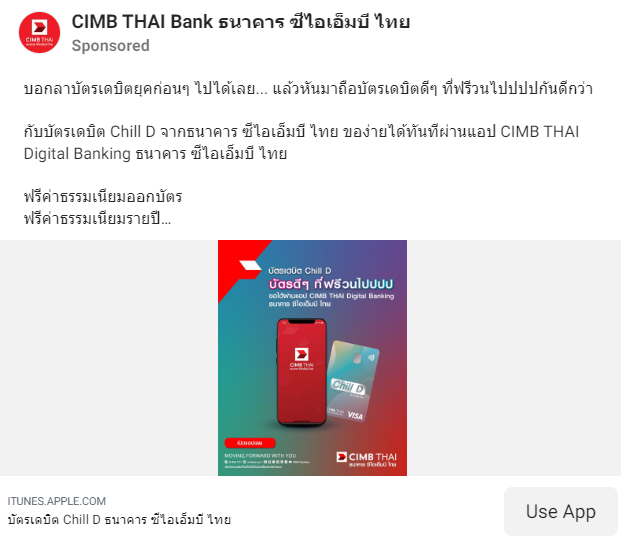 CIMB THAI Bank ธนาคาร ซีไอเอ็มบี ไทย
Sponsored
บอกลาบัตรเดบิตยุคก่อนๆ ไปได้เลย... แล้วหันมาถือบัตรเดบิตดีๆ ที่ฟรีวนไปปปปกันดีกว่า
กับบัตรเดบิต Chill D จากธนาคาร ซีไอเอ็มบี ไทย ของ่ายได้ทันทีผ่านแอป CIMB THAI
Digital Banking ธนาคาร ซีไอเอ็มบี ไทย
ฟรีค่าธรรมเนียมออกบัตร
ฟรีค่าธรรมเนียมรายปี...
บัตรเดบิต Chill D
บัตรดีๆ ที่ฟรีวนไปปปป
ขอได้ผ่านแอป CIMB THAI Digital Banking
ธนาคาร ซีไอเอ็มบี ไทย
CIMB THAI
Chill D
CIMB THAI
VISA
เปิดแอปเลย
MOVING FORWARD WITH YOU
CIMB THAI
ธนาคาร ซีไอเอ็มบี ไทย
ITUNES.APPLE.COM
บัตรเดบิต Chill D ธนาคาร ซีไอเอ็มบี ไทย
Use App